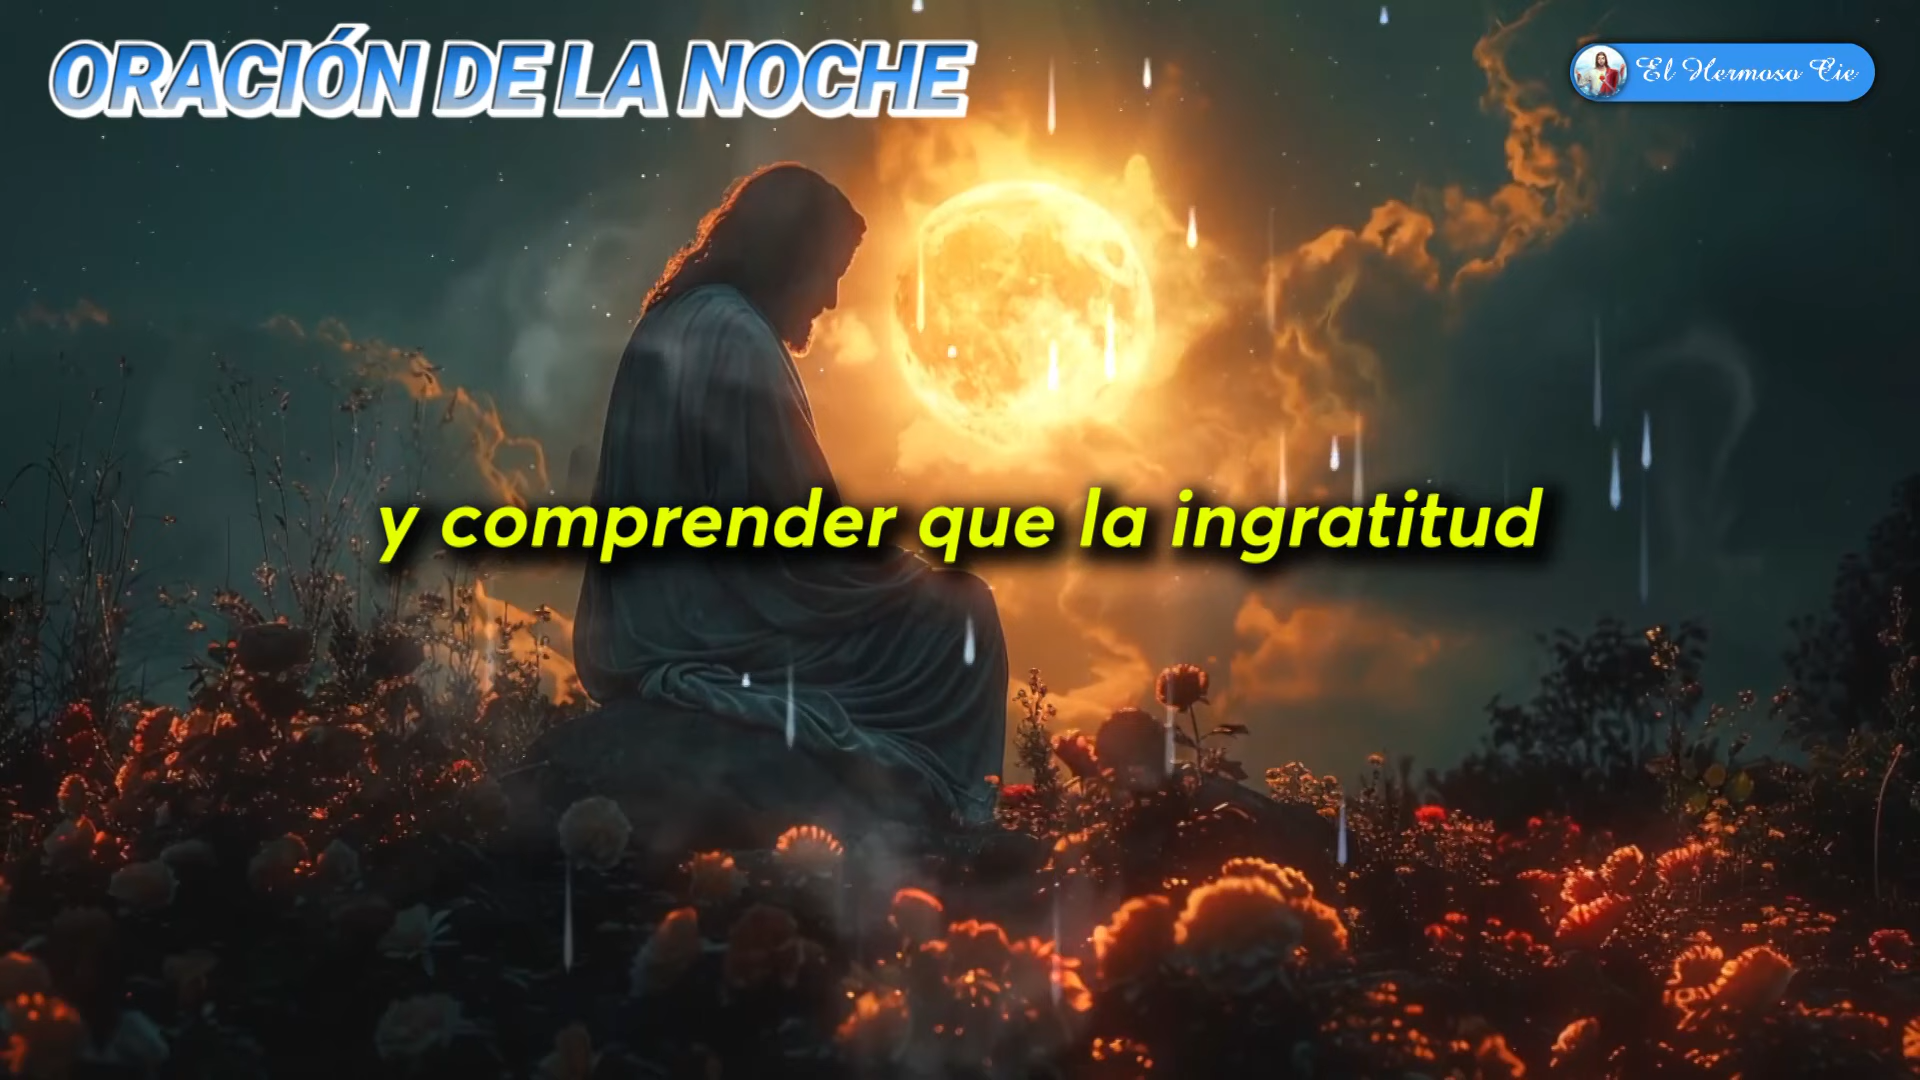 ORACIÓN DE LA NOCHE
El Hermoso Cie
y comprender que la ingratitud